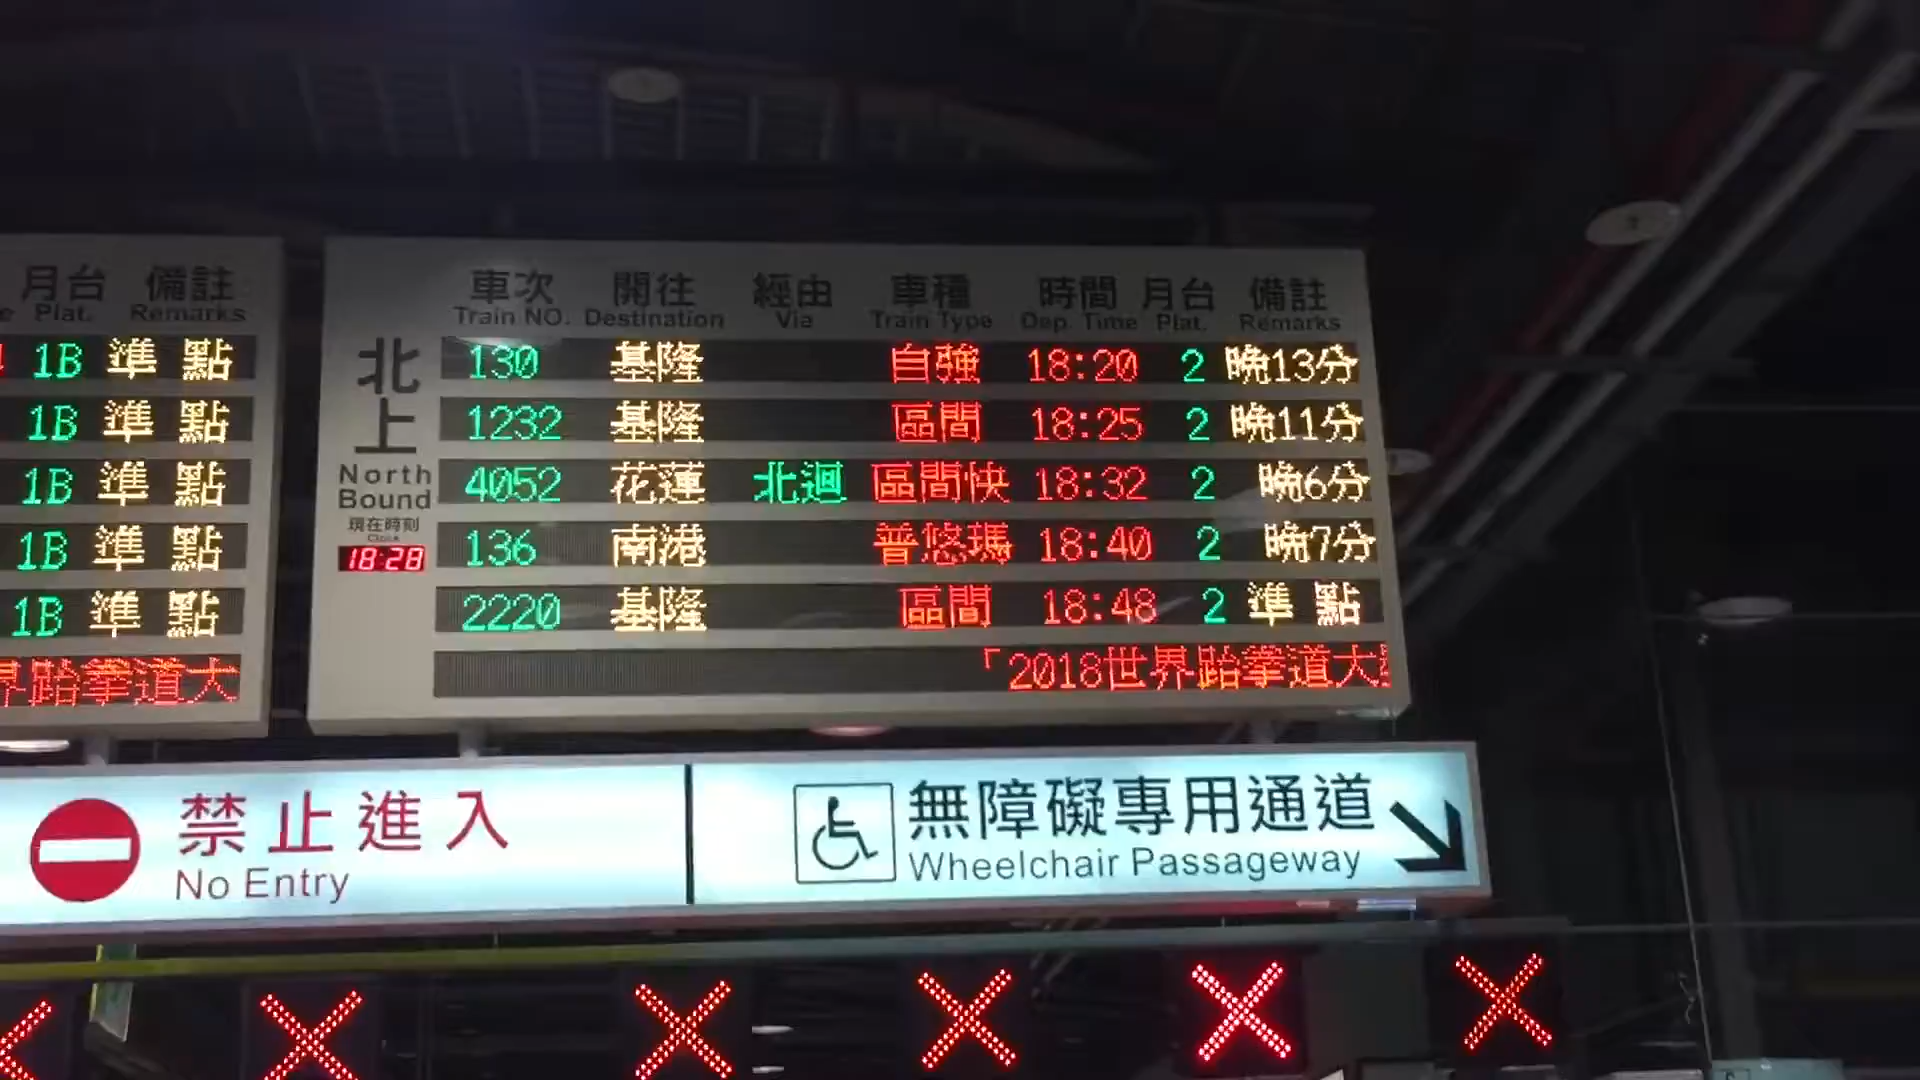 月台 備註
Plat. Remarks
1B 準 點
1B 準 點
1B 準 點
1B 準 點
1B 準 點
界跆拳道大
車次 開往 經由 車種 時間 月台 備註
Train NO. Destination Via Train Type Dep. Time Plat. Remarks
北上
North
Bound
現在時刻
Clock
18:28
130 基隆 自強 18:20 2 晚13分
1232 基隆 區間 18:25 2 晚11分
4052 花蓮 北迴 區間快 18:32 2 晚6分
136 南港 普悠瑪 18:40 2 晚7分
2220 基隆 區間 18:48 2 準 點
「2018世界跆拳道大
禁止進入
No Entry
無障礙專用通道
Wheelchair Passageway